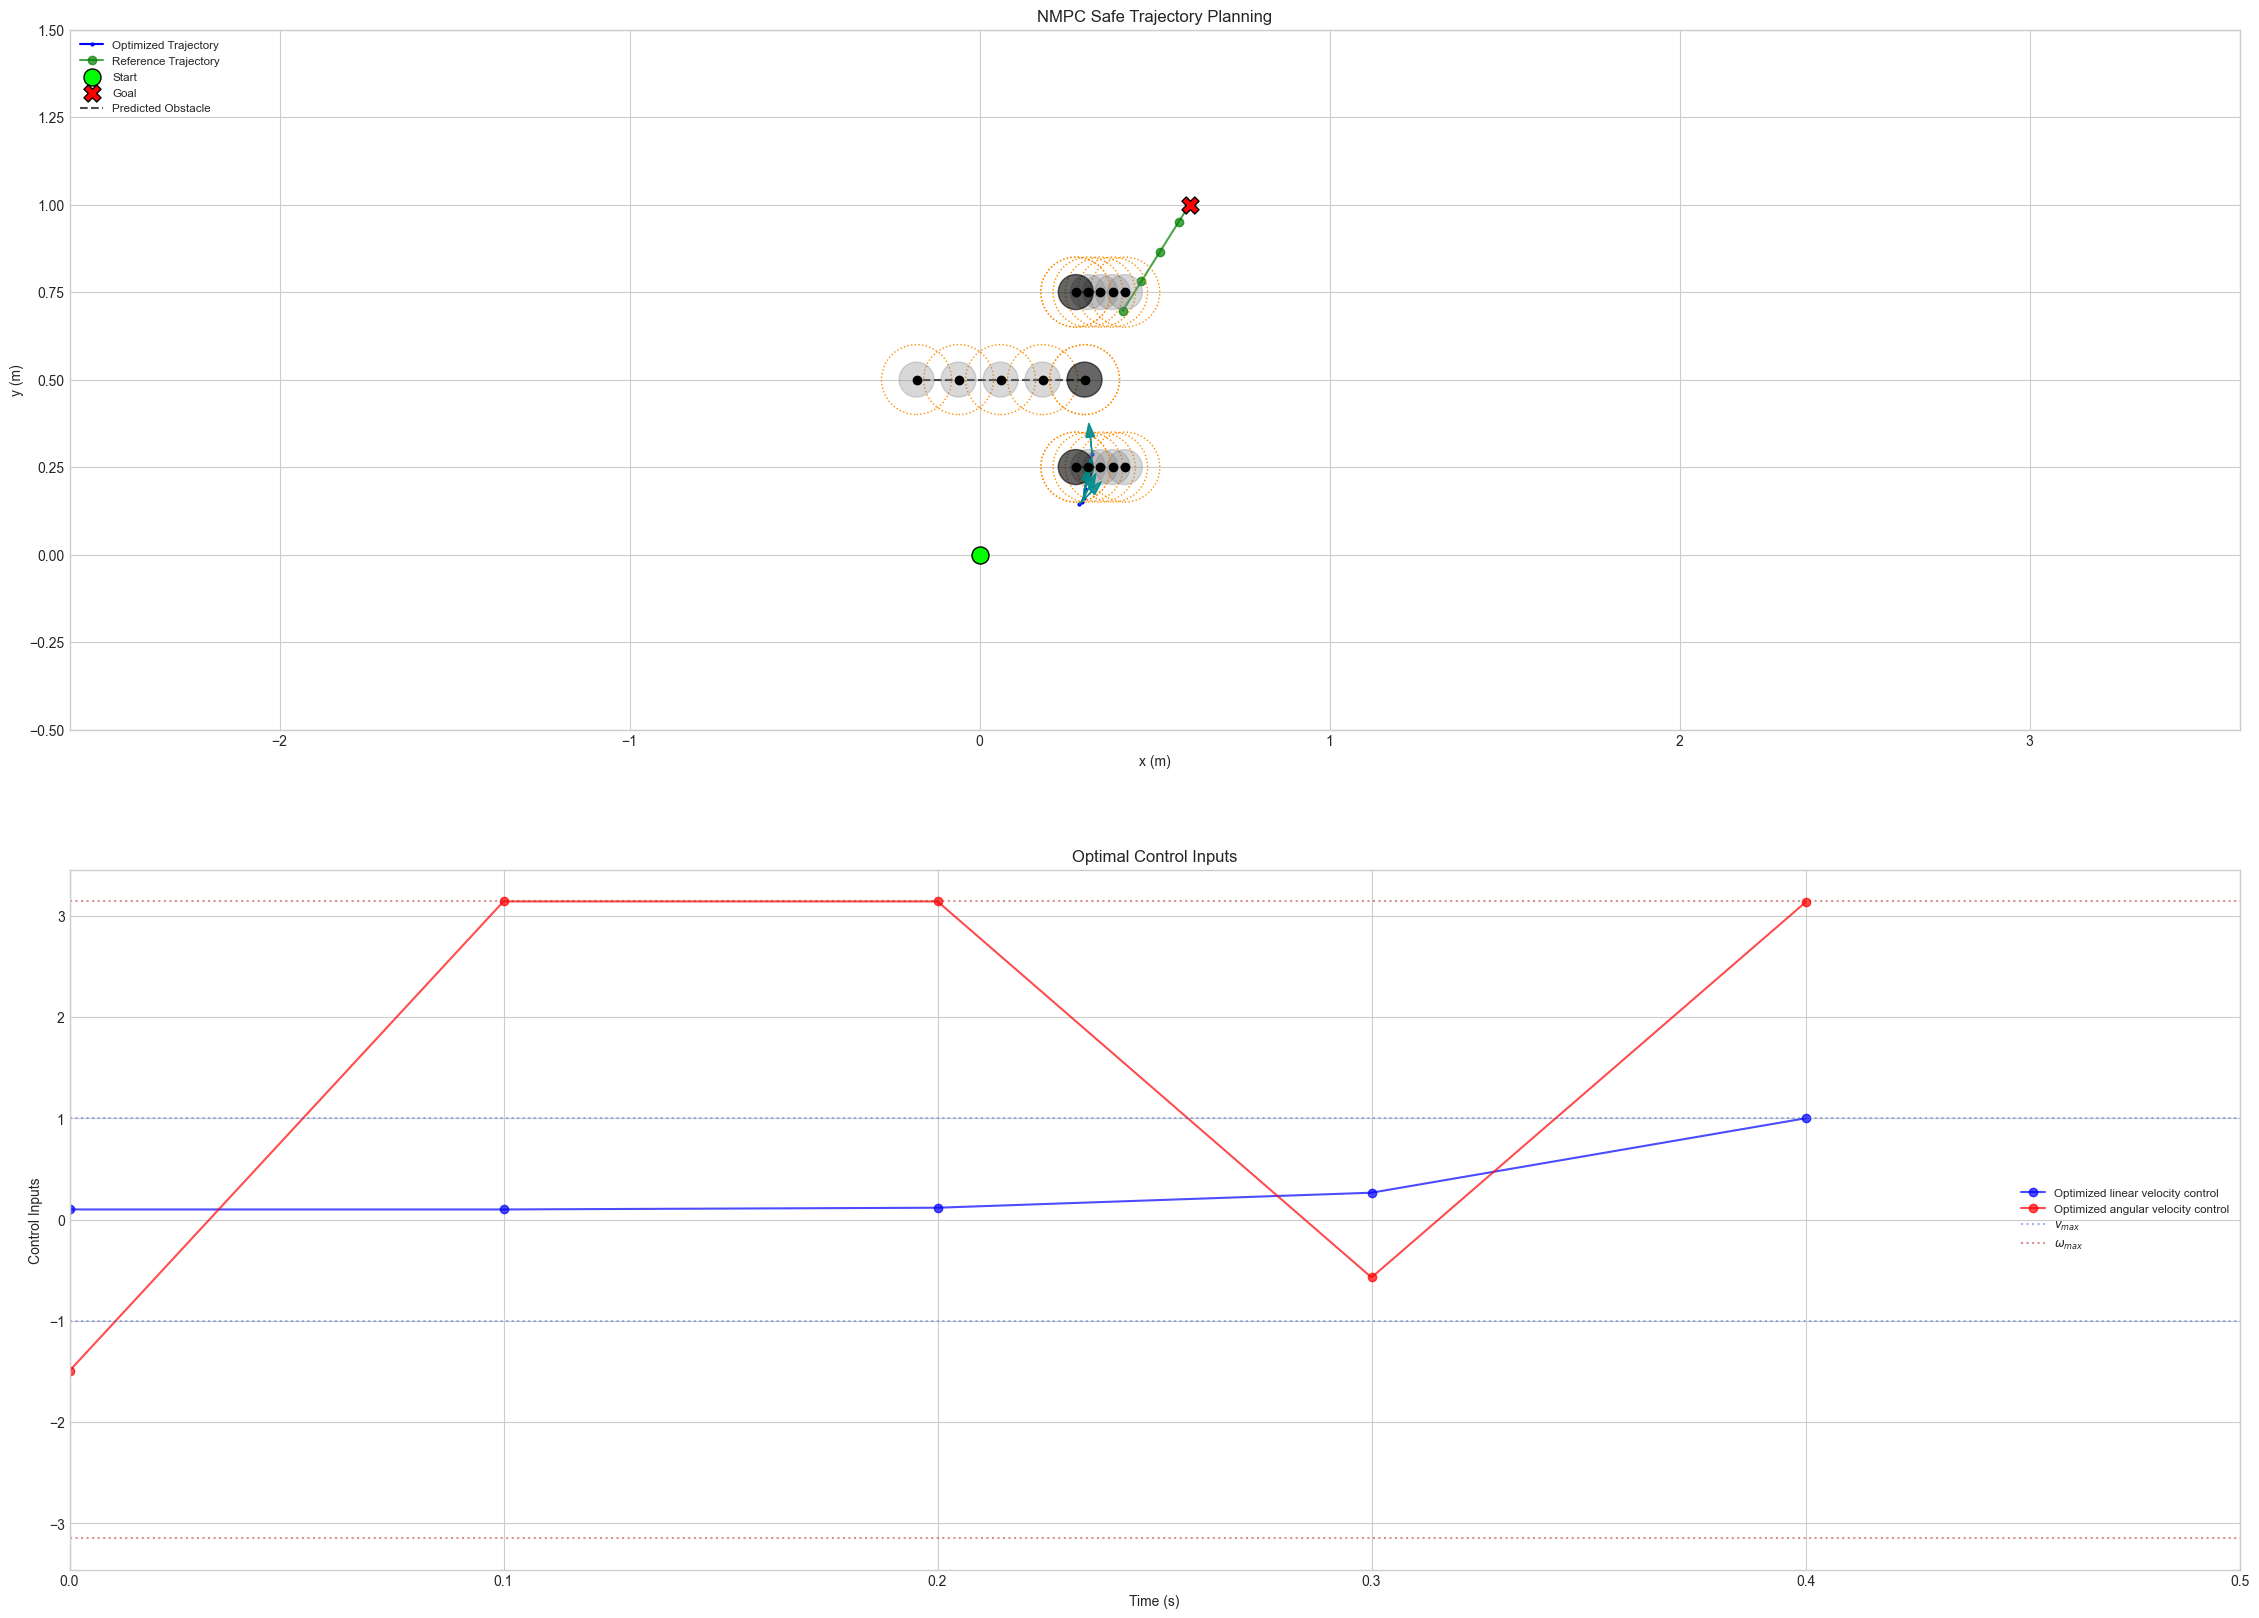 NMPC Safe Trajectory Planning
1.50
1.25
1.00
0.75
0.50
0.25
0.00
−0.25
−0.50
y (m)
Optimized Trajectory
Reference Trajectory
Start
Goal
Predicted Obstacle
−2
−1
0
1
2
3
x (m)
Optimal Control Inputs
3
2
1
0
−1
−2
−3
Control Inputs
Optimized linear velocity control
Optimized angular velocity control
v_max
ω_max
0.0
0.1
0.2
0.3
0.4
0.5
Time (s)